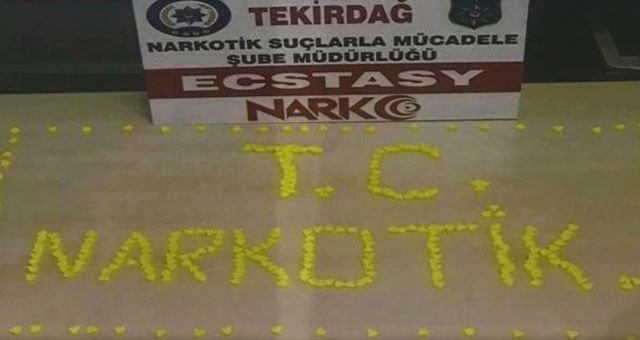 TEKİRDAĞ
NARKOTİK SUÇLARLA MÜCADELE
ŞUBE MÜDÜRLÜĞÜ
ECSTASY
NARKO
T.C.
NARKOTİK